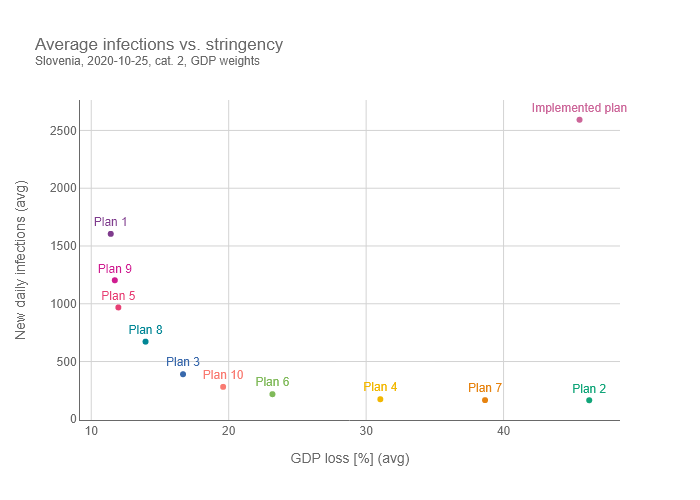 Average infections vs. stringency
Slovenia, 2020-10-25, cat. 2, GDP weights
Implemented plan
2500
2000
Plan 1
1500
Plan 9
Plan 5
1000
Plan 8
Plan 3
500
Plan 10
Plan 6
Plan 4
Plan 7
Plan 2
0
10
20
30
40
New daily infections (avg)
GDP loss [%] (avg)